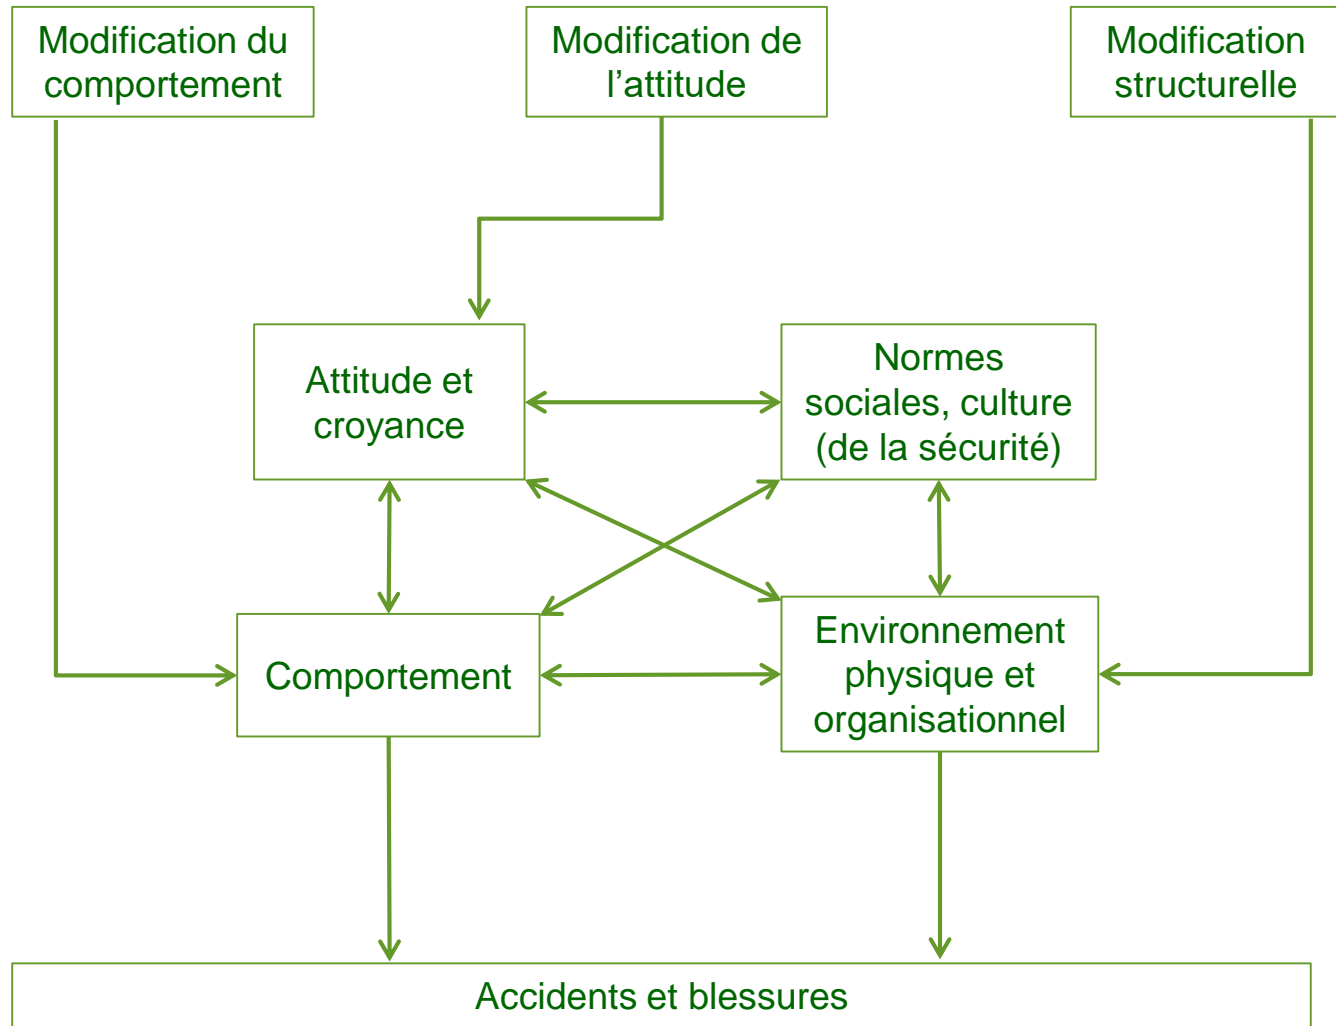 Modification du
comportement
Modification de
l’attitude
Modification
structurelle
Attitude et
croyance
Normes
sociales, culture
(de la sécurité)
Comportement
Environnement
physique et
organisationnel
Accidents et blessures